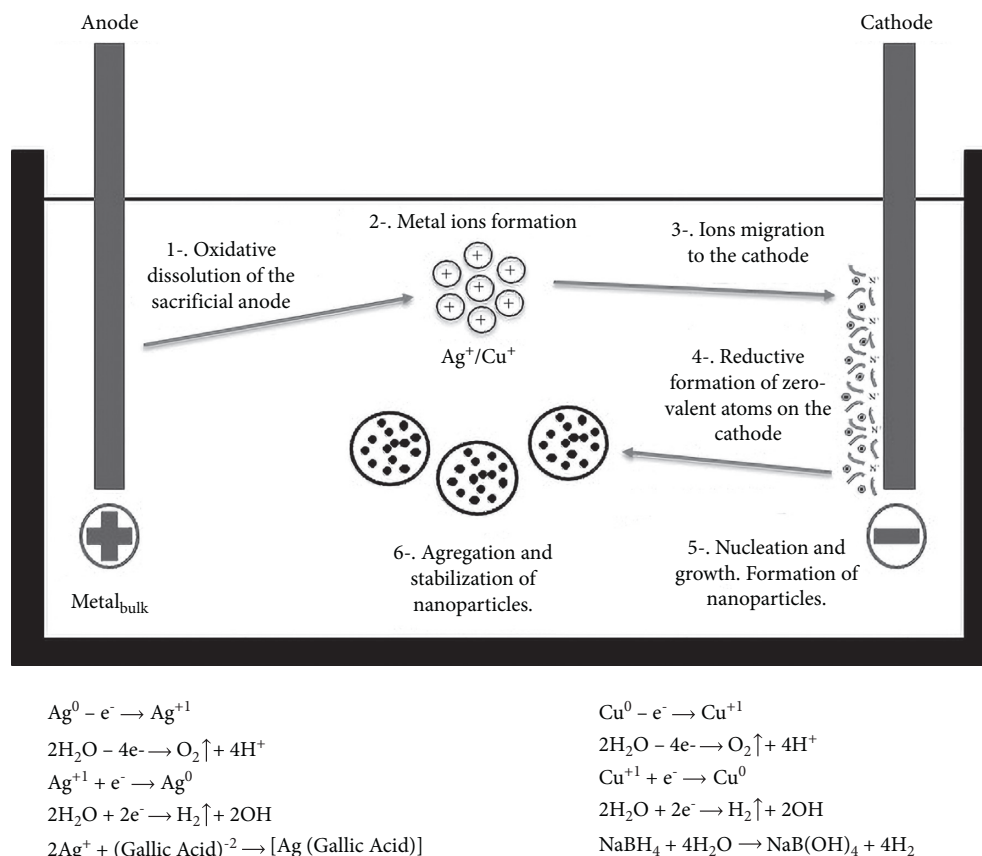 Anode
Cathode
1-. Oxidative
dissolution of the
sacrificial anode
2-. Metal ions formation
Ag⁺/Cu⁺
3-. Ions migration
to the cathode
4-. Reductive
formation of zero-
valent atoms on the
cathode
5-. Nucleation and
growth. Formation of
nanoparticles.
6-. Agregation and
stabilization of
nanoparticles.
Metal_bulk
Ag⁰ – e⁻ → Ag⁺¹
2H₂O – 4e- → O₂↑ + 4H⁺
Ag⁺¹ + e⁻ → Ag⁰
2H₂O + 2e⁻ → H₂↑ + 2OH
2Ag⁺ + (Gallic Acid)⁻² → [Ag (Gallic Acid)]
Cu⁰ – e⁻ → Cu⁺¹
2H₂O – 4e- → O₂↑ + 4H⁺
Cu⁺¹ + e⁻ → Cu⁰
2H₂O + 2e⁻ → H₂↑ + 2OH
NaBH₄ + 4H₂O → NaB(OH)₄ + 4H₂